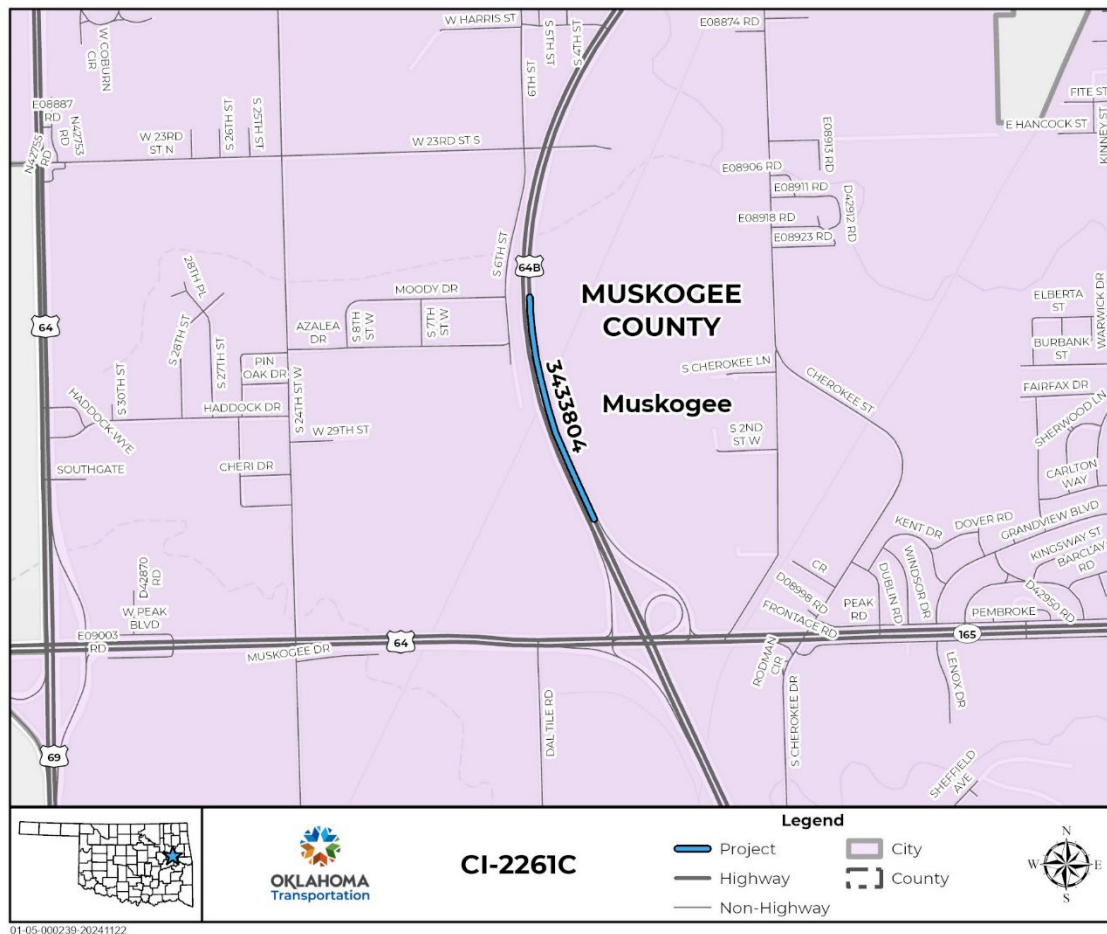 W HARRIS ST
S 5TH ST
S 4TH ST
E08874 RD
W COBURN
CIR
6TH ST
FITE ST
E08887
RD
N42753
RD
N42755
RD
W 23RD
ST N
S 26TH ST
S 25TH ST
W 23RD ST S
E HANCOCK ST
KINNEY ST
E08913 RD
E08906 RD
E08911 RD
D42912 RD
E08918 RD
E08923 RD
S 6TH ST
64B
28TH PL
MOODY DR
MUSKOGEE
COUNTY
ELBERTA
ST
WARWICK DR
64
S 28TH ST
S 27TH ST
AZALEA
DR
S 8TH
ST W
S 7TH
ST W
BURBANK
ST
S 30TH ST
PIN
OAK DR
S CHEROKEE LN
CHEROKEE ST
3433804
Muskogee
FAIRFAX DR
SHERWOOD LN
HADDOCK-WYE
HADDOCK DR
S 24TH ST W
W 29TH ST
S 2ND
ST W
SOUTHGATE
CHERI DR
CARLTON
WAY
KENT DR
DOVER RD
GRANDVIEW BLVD
KINGSWAY ST
BARCLAY
RD
D42870
RD
CR
D08998 RD
DUBLIN RD
WINDSOR DR
D42950 RD
W PEAK
BLVD
FRONTAGE RD
PEAK
RD
PEMBROKE
E09003
RD
MUSKOGEE DR
64
165
RODMAN
CIR
LENOX DR
DAL TILE RD
S CHEROKEE DR
69
SHEFFIELD
AVE
OKLAHOMA
Transportation
CI-2261C
Legend
Project
City
Highway
County
Non-Highway
N
W
E
S
01-05-000239-20241122